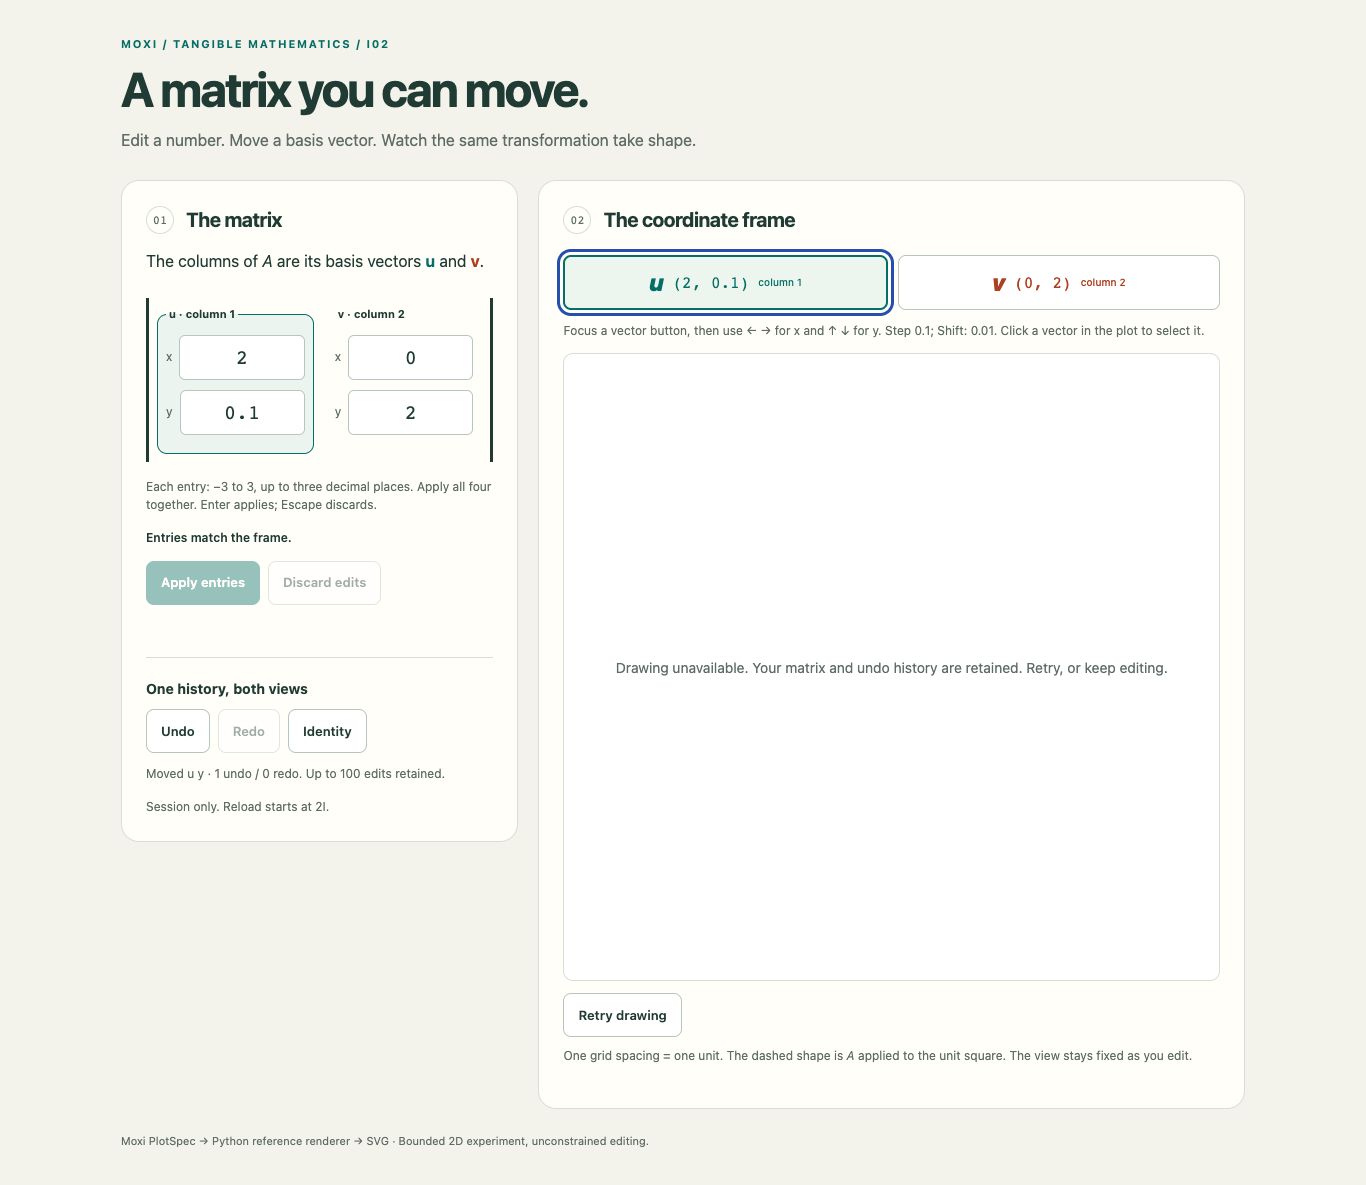 MOXI / TANGIBLE MATHEMATICS / I02
A matrix you can move.
Edit a number. Move a basis vector. Watch the same transformation take shape.
01 The matrix
The columns of A are its basis vectors u and v.
u · column 1 v · column 2
x 2 x 0
y 0.1 y 2
Each entry: −3 to 3, up to three decimal places. Apply all four
together. Enter applies; Escape discards.
Entries match the frame.
Apply entries Discard edits
One history, both views
Undo Redo Identity
Moved u y · 1 undo / 0 redo. Up to 100 edits retained.
Session only. Reload starts at 2I.
02 The coordinate frame
u (2, 0.1) column 1 v (0, 2) column 2
Focus a vector button, then use ← → for x and ↑ ↓ for y. Step 0.1; Shift: 0.01. Click a vector in the plot to select it.
Drawing unavailable. Your matrix and undo history are retained. Retry, or keep editing.
Retry drawing
One grid spacing = one unit. The dashed shape is A applied to the unit square. The view stays fixed as you edit.
Moxi PlotSpec → Python reference renderer → SVG · Bounded 2D experiment, unconstrained editing.